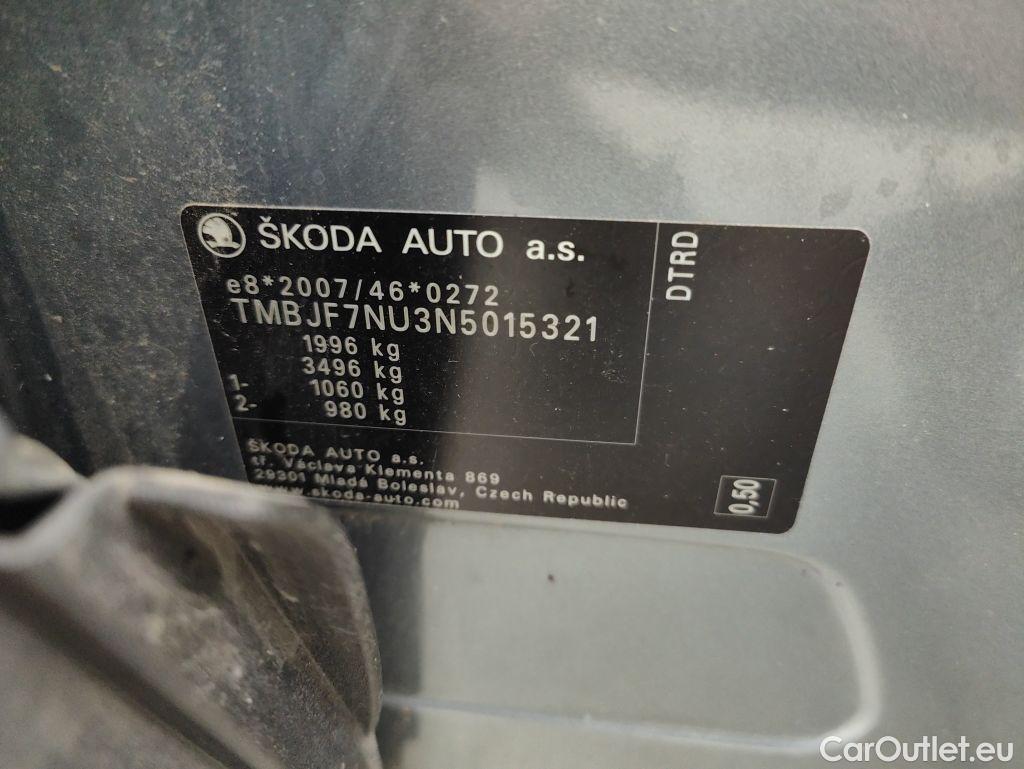 ŠKODA AUTO a.s.
e8*2007/46*0272
TMBJF7NU3N5015321
1996 kg
3496 kg
1- 1060 kg
2- 980 kg
DTRD
ŠKODA AUTO a.s.
tř. Václava Klementa 869
29301 Mladá Boleslav, Czech Republic
www.skoda-auto.com
0,50
CarOutlet.eu